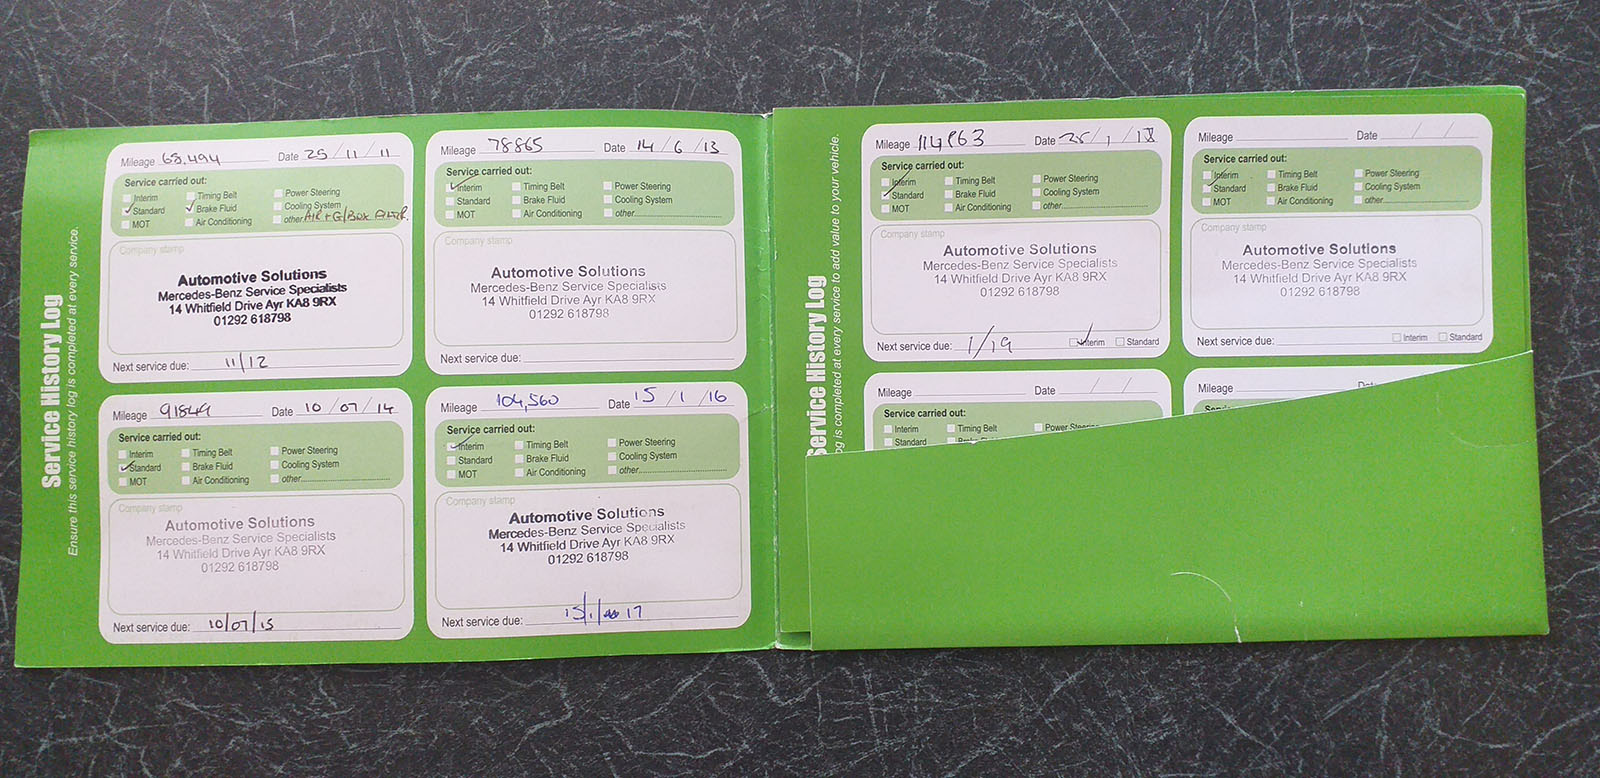 Service History Log
Ensure this service history log is completed at every service.
Mileage 68,494 Date 25/11/11
Service carried out:
Interim Timing Belt Power Steering
Standard Brake Fluid Cooling System
MOT Air Conditioning other AIR + G/BOX FILTER.
Company stamp
Automotive Solutions
Mercedes-Benz Service Specialists
14 Whitfield Drive Ayr KA8 9RX
01292 618798
Next service due: 11/12
Mileage 78865 Date 14/6/13
Service carried out:
Interim Timing Belt Power Steering
Standard Brake Fluid Cooling System
MOT Air Conditioning other
Company stamp
Automotive Solutions
Mercedes-Benz Service Specialists
14 Whitfield Drive Ayr KA8 9RX
01292 618798
Next service due:
Mileage 91849 Date 10/07/14
Service carried out:
Interim Timing Belt Power Steering
Standard Brake Fluid Cooling System
MOT Air Conditioning other
Company stamp
Automotive Solutions
Mercedes-Benz Service Specialists
14 Whitfield Drive Ayr KA8 9RX
01292 618798
Next service due: 10/07/15
Mileage 104,560 Date 15/1/16
Service carried out:
Interim Timing Belt Power Steering
Standard Brake Fluid Cooling System
MOT Air Conditioning other
Company stamp
Automotive Solutions
Mercedes-Benz Service Specialists
14 Whitfield Drive Ayr KA8 9RX
01292 618798
Next service due: 15/1/17
Service History Log
log is completed at every service to add value to your vehicle.
Mileage Date 25/1/
Service carried out:
Interim Timing Belt Power Steering
Standard Brake Fluid Cooling System
MOT Air Conditioning other
Company stamp
Automotive Solutions
Mercedes-Benz Service Specialists
14 Whitfield Drive Ayr KA8 9RX
01292 618798
Next service due: 1/19 Interim Standard
Mileage Date / /
Service carried out:
Interim Timing Belt Power Steering
Standard Brake Fluid Cooling System
MOT Air Conditioning other
Company stamp
Automotive Solutions
Mercedes-Benz Service Specialists
14 Whitfield Drive Ayr KA8 9RX
01292 618798
Next service due: Interim Standard
Mileage Date / /
Service carried out:
Interim Timing Belt Power Steering
Standard
Mileage Date
Service carried out: